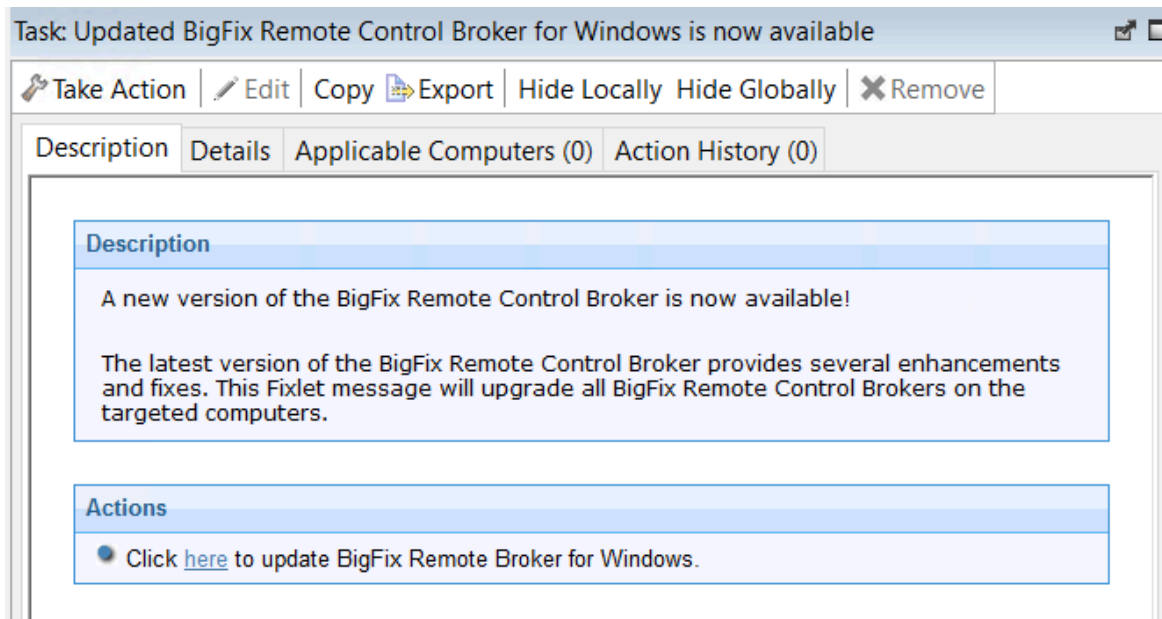 Task: Updated BigFix Remote Control Broker for Windows is now available
Take Action Edit Copy Export Hide Locally Hide Globally Remove
Description Details Applicable Computers (0) Action History (0)
Description
A new version of the BigFix Remote Control Broker is now available!
The latest version of the BigFix Remote Control Broker provides several enhancements
and fixes. This Fixlet message will upgrade all BigFix Remote Control Brokers on the
targeted computers.
Actions
Click here to update BigFix Remote Broker for Windows.